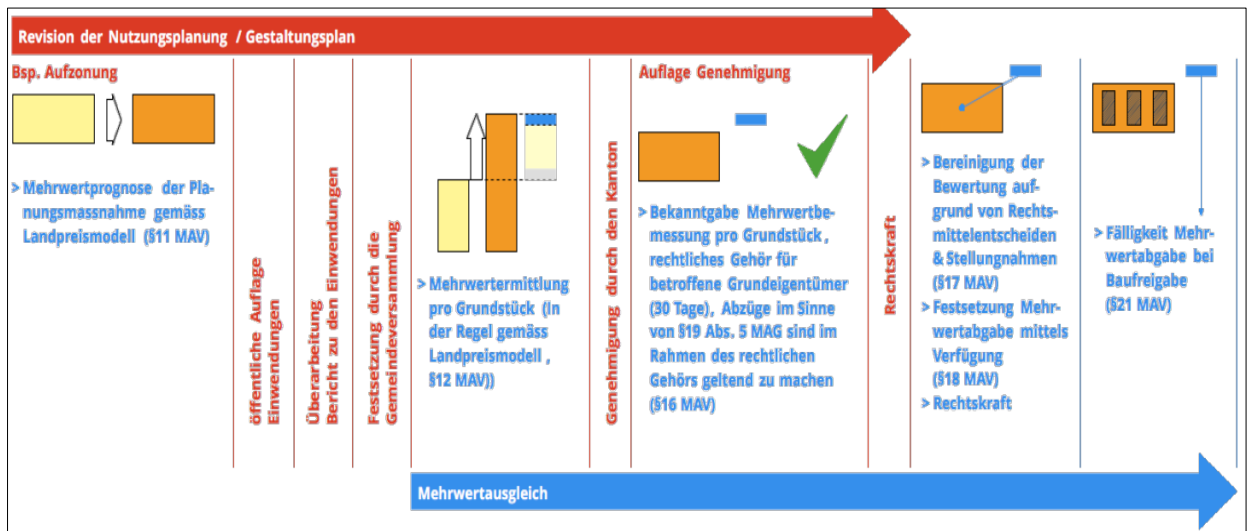 Revision der Nutzungsplanung / Gestaltungsplan
Bsp. Aufzonung
> Mehrwertprognose der Pla-
nungsmassnahme gemäss
Landpreismodell (§11 MAV)
öffentliche Auflage
Einwendungen
Überarbeitung
Bericht zu den Einwendungen
Festsetzung durch die
Gemeindeversammlung
> Mehrwertermittlung
pro Grundstück (In
der Regel gemäss
Landpreismodell ,
§12 MAV))
Genehmigung durch den Kanton
Auflage Genehmigung
> Bekanntgabe Mehrwertbe-
messung pro Grundstück ,
rechtliches Gehör für
betroffene Grundeigentümer
(30 Tage), Abzüge im Sinne
von §19 Abs. 5 MAG sind im
Rahmen des rechtlichen
Gehörs geltend zu machen
(§16 MAV)
Rechtskraft
> Bereinigung der
Bewertung auf-
grund von Rechts-
mittelentscheiden
& Stellungnahmen
(§17 MAV)
> Festsetzung Mehr-
wertabgabe mittels
Verfügung
(§18 MAV)
> Rechtskraft
> Fälligkeit Mehr-
wertabgabe bei
Baufreigabe
(§21 MAV)
Mehrwertausgleich